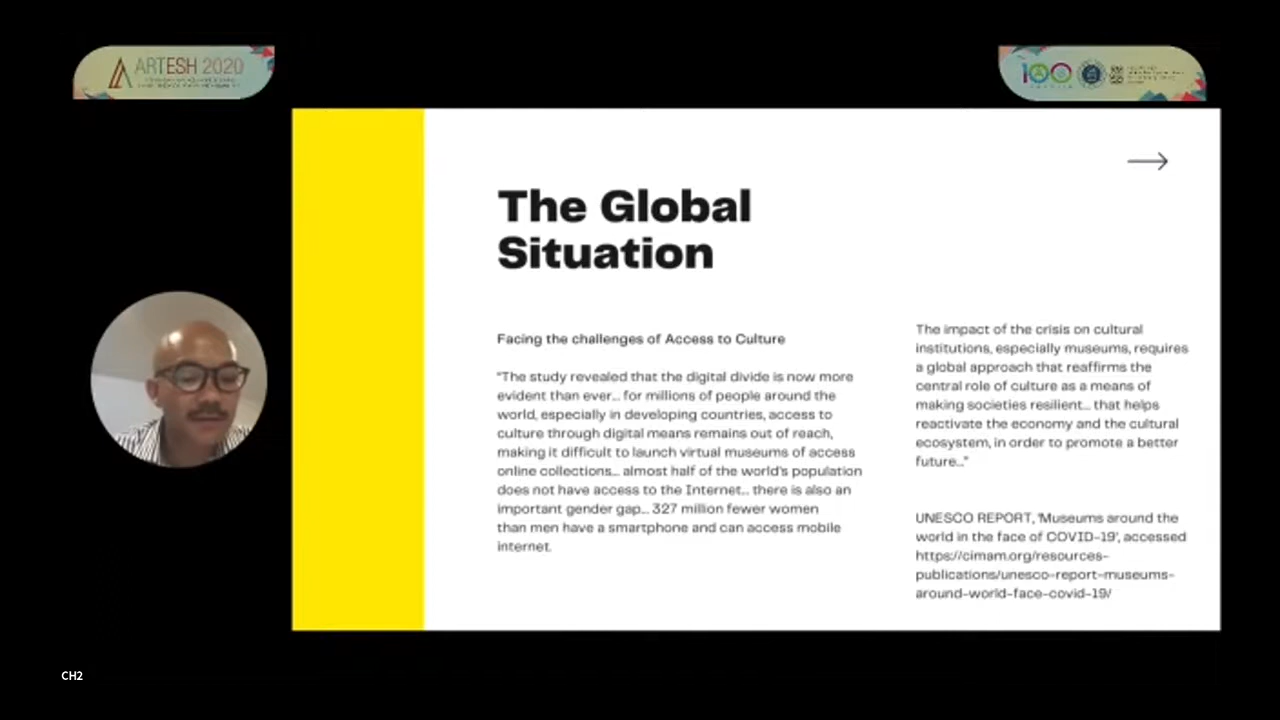 ARTESH 2020
100
The Global
Situation
Facing the challenges of Access to Culture
"The study revealed that the digital divide is now more
evident than ever... for millions of people around the
world, especially in developing countries, access to
culture through digital means remains out of reach,
making it difficult to launch virtual museums of access
online collections... almost half of the world's population
does not have access to the Internet... there is also an
important gender gap... 327 million fewer women
than men have a smartphone and can access mobile
internet.
The impact of the crisis on cultural
institutions, especially museums, requires
a global approach that reaffirms the
central role of culture as a means of
making societies resilient... that helps
reactivate the economy and the cultural
ecosystem, in order to promote a better
future..."
UNESCO REPORT, 'Museums around the
world in the face of COVID-19', accessed
https://cimam.org/resources-
publications/unesco-report-museums-
around-world-face-covid-19/
CH2